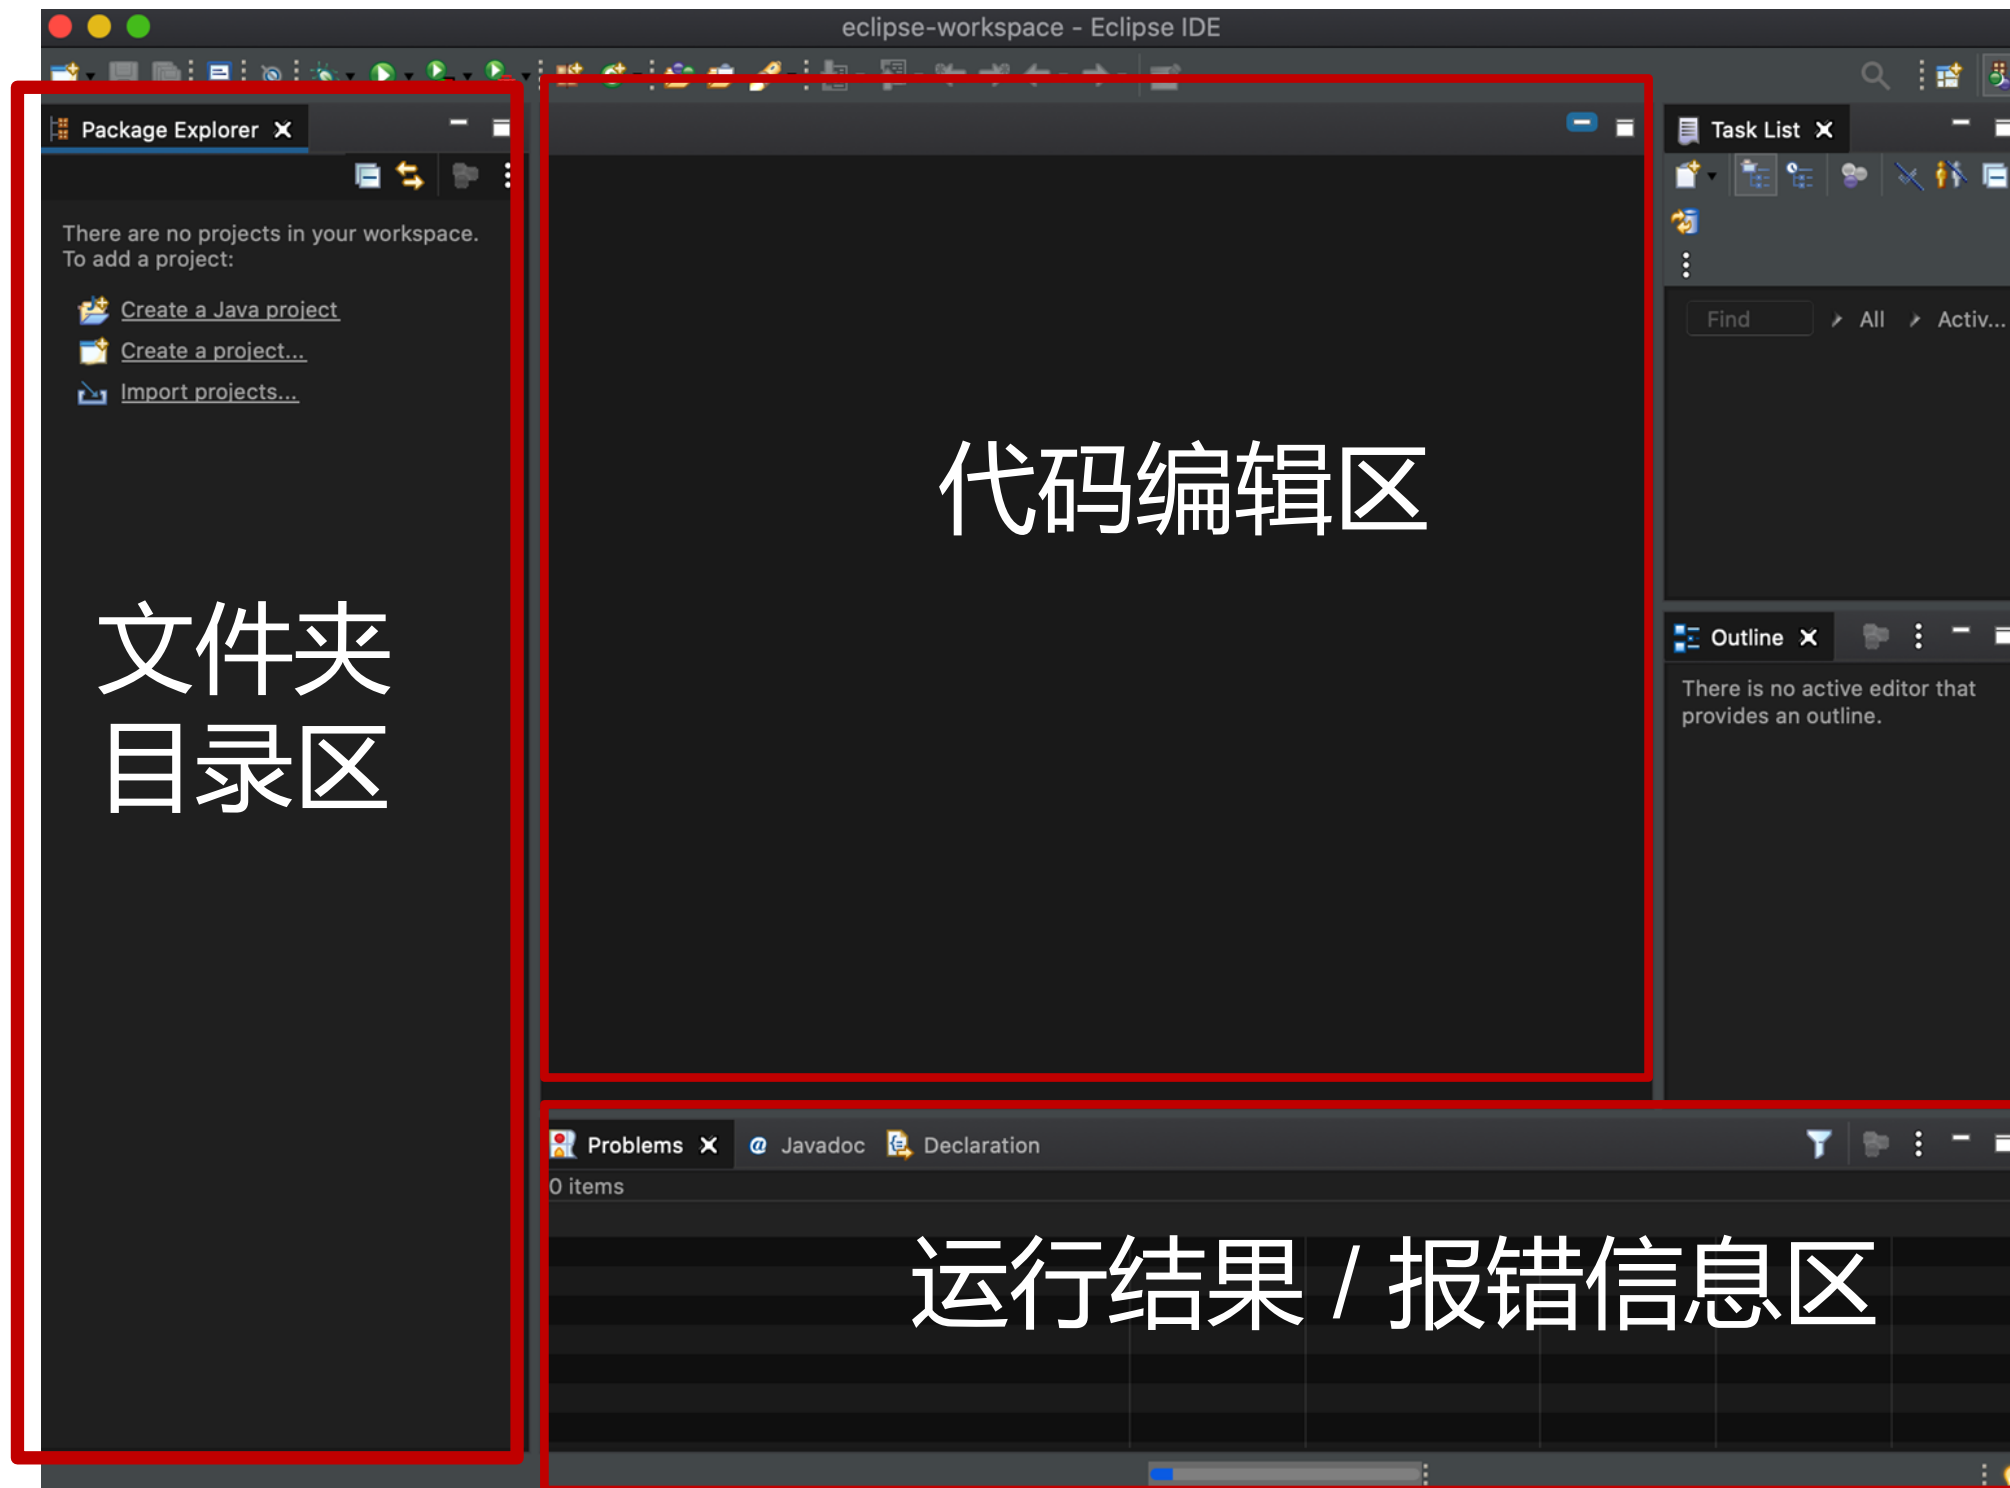 eclipse-workspace - Eclipse IDE
Package Explorer
There are no projects in your workspace.
To add a project:
Create a Java project
Create a project...
Import projects...
文件夹
目录区
代码编辑区
Task List
Find
All
Activ...
Outline
There is no active editor that
provides an outline.
Problems
@ Javadoc
Declaration
0 items
运行结果 / 报错信息区